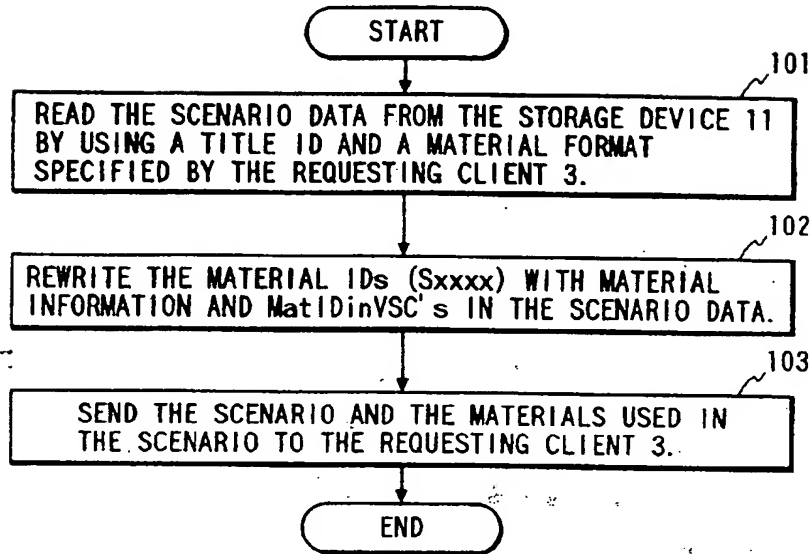 START
101
READ THE SCENARIO DATA FROM THE STORAGE DEVICE 11
BY USING A TITLE ID AND A MATERIAL FORMAT
SPECIFIED BY THE REQUESTING CLIENT 3.
102
REWRITE THE MATERIAL IDs (Sxxxx) WITH MATERIAL
INFORMATION AND MatIDinVSC's IN THE SCENARIO DATA.
103
SEND THE SCENARIO AND THE MATERIALS USED IN
THE SCENARIO TO THE REQUESTING CLIENT 3.
END